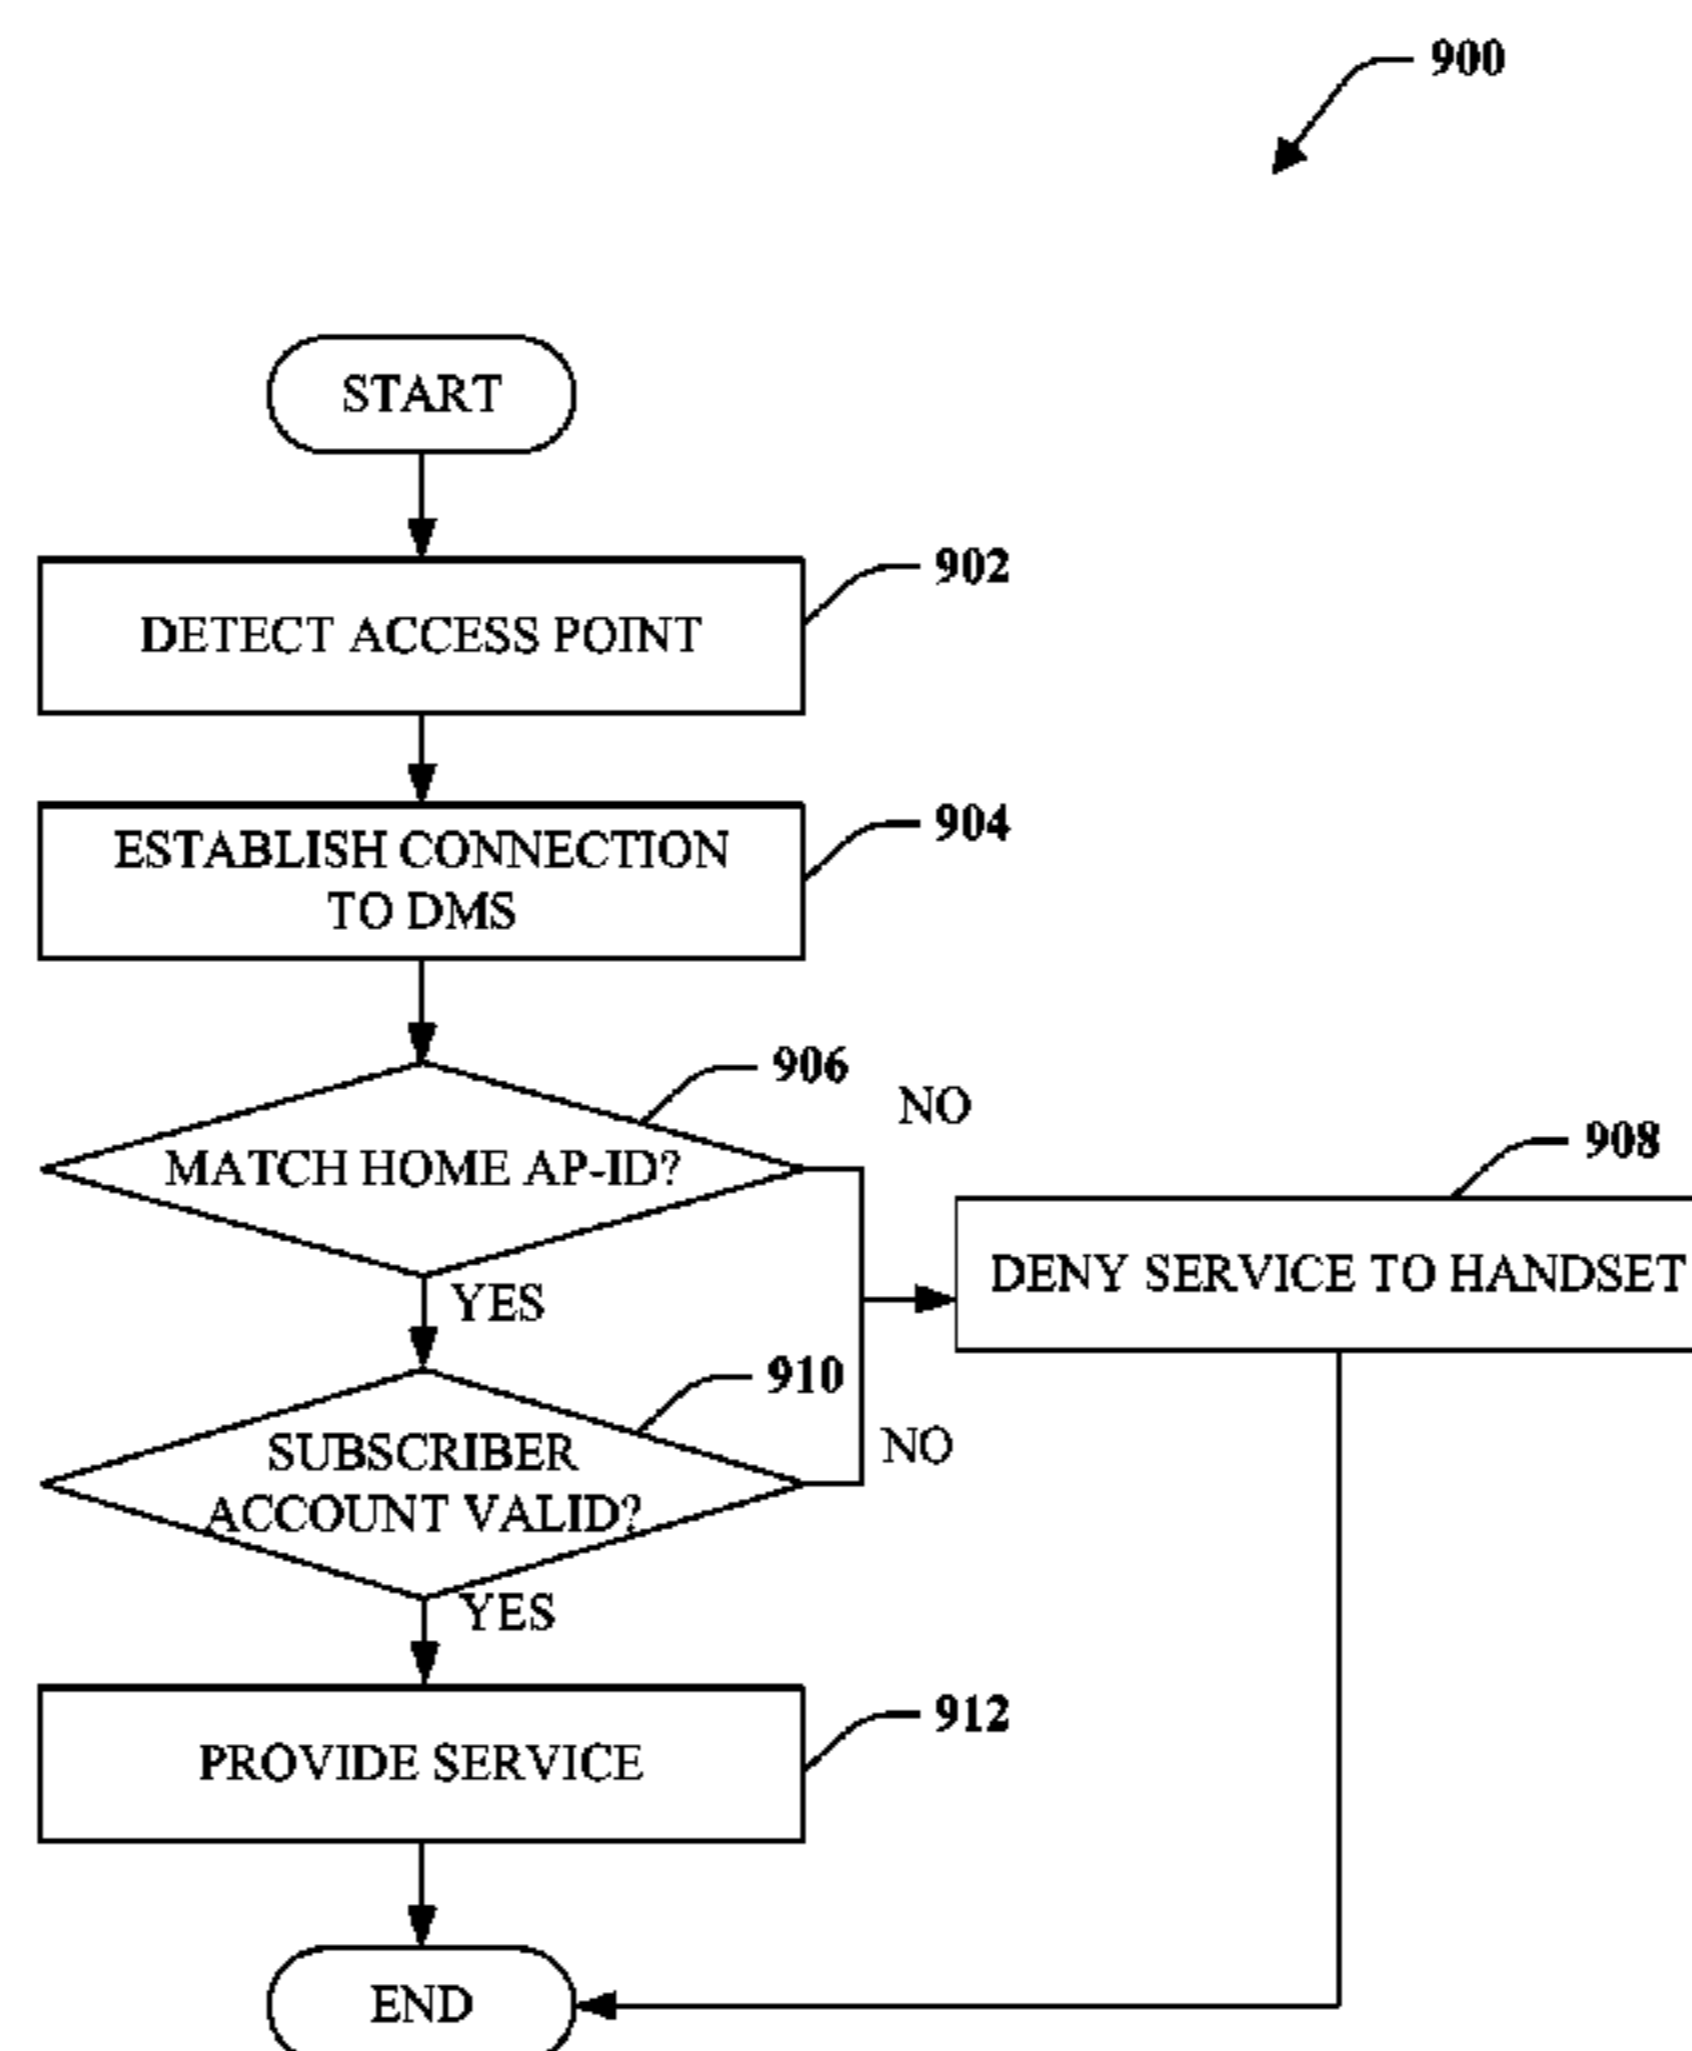 900
START
902
DETECT ACCESS POINT
904
ESTABLISH CONNECTION
TO DMS
906
NO
MATCH HOME AP-ID?
908
DENY SERVICE TO HANDSET
YES
910
SUBSCRIBER
ACCOUNT VALID?
NO
YES
912
PROVIDE SERVICE
END